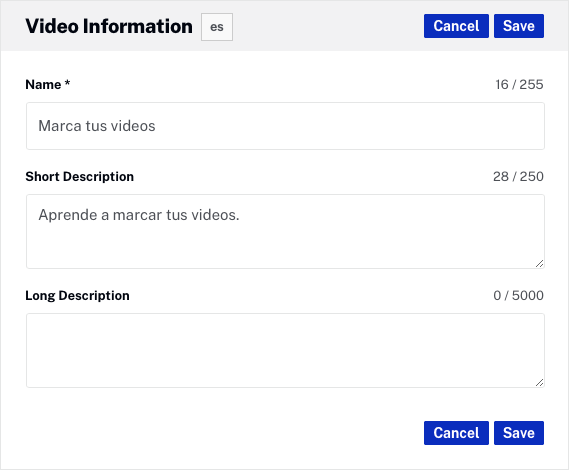 Video Information es Cancel Save
Name * 16 / 255
Marca tus videos
Short Description 28 / 250
Aprende a marcar tus videos.
Long Description 0 / 5000
Cancel Save